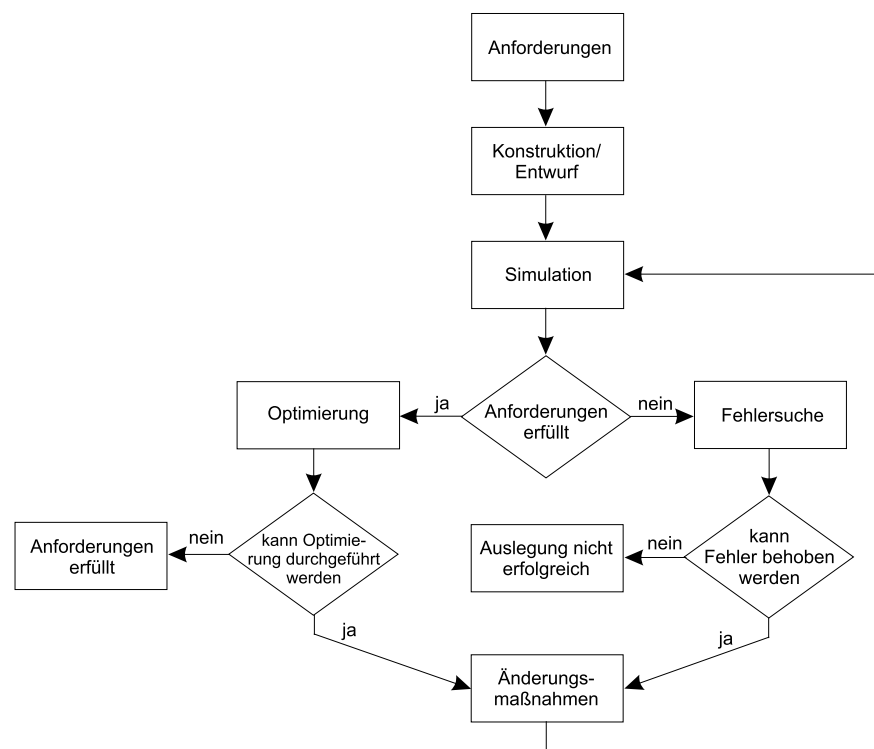 Anforderungen
Konstruktion/
Entwurf
Simulation
Optimierung
ja
Anforderungen
erfüllt
nein
Fehlersuche
Anforderungen
erfüllt
nein
kann Optimie-
rung durchgeführt
werden
Auslegung nicht
erfolgreich
nein
kann
Fehler behoben
werden
ja
ja
Änderungs-
maßnahmen